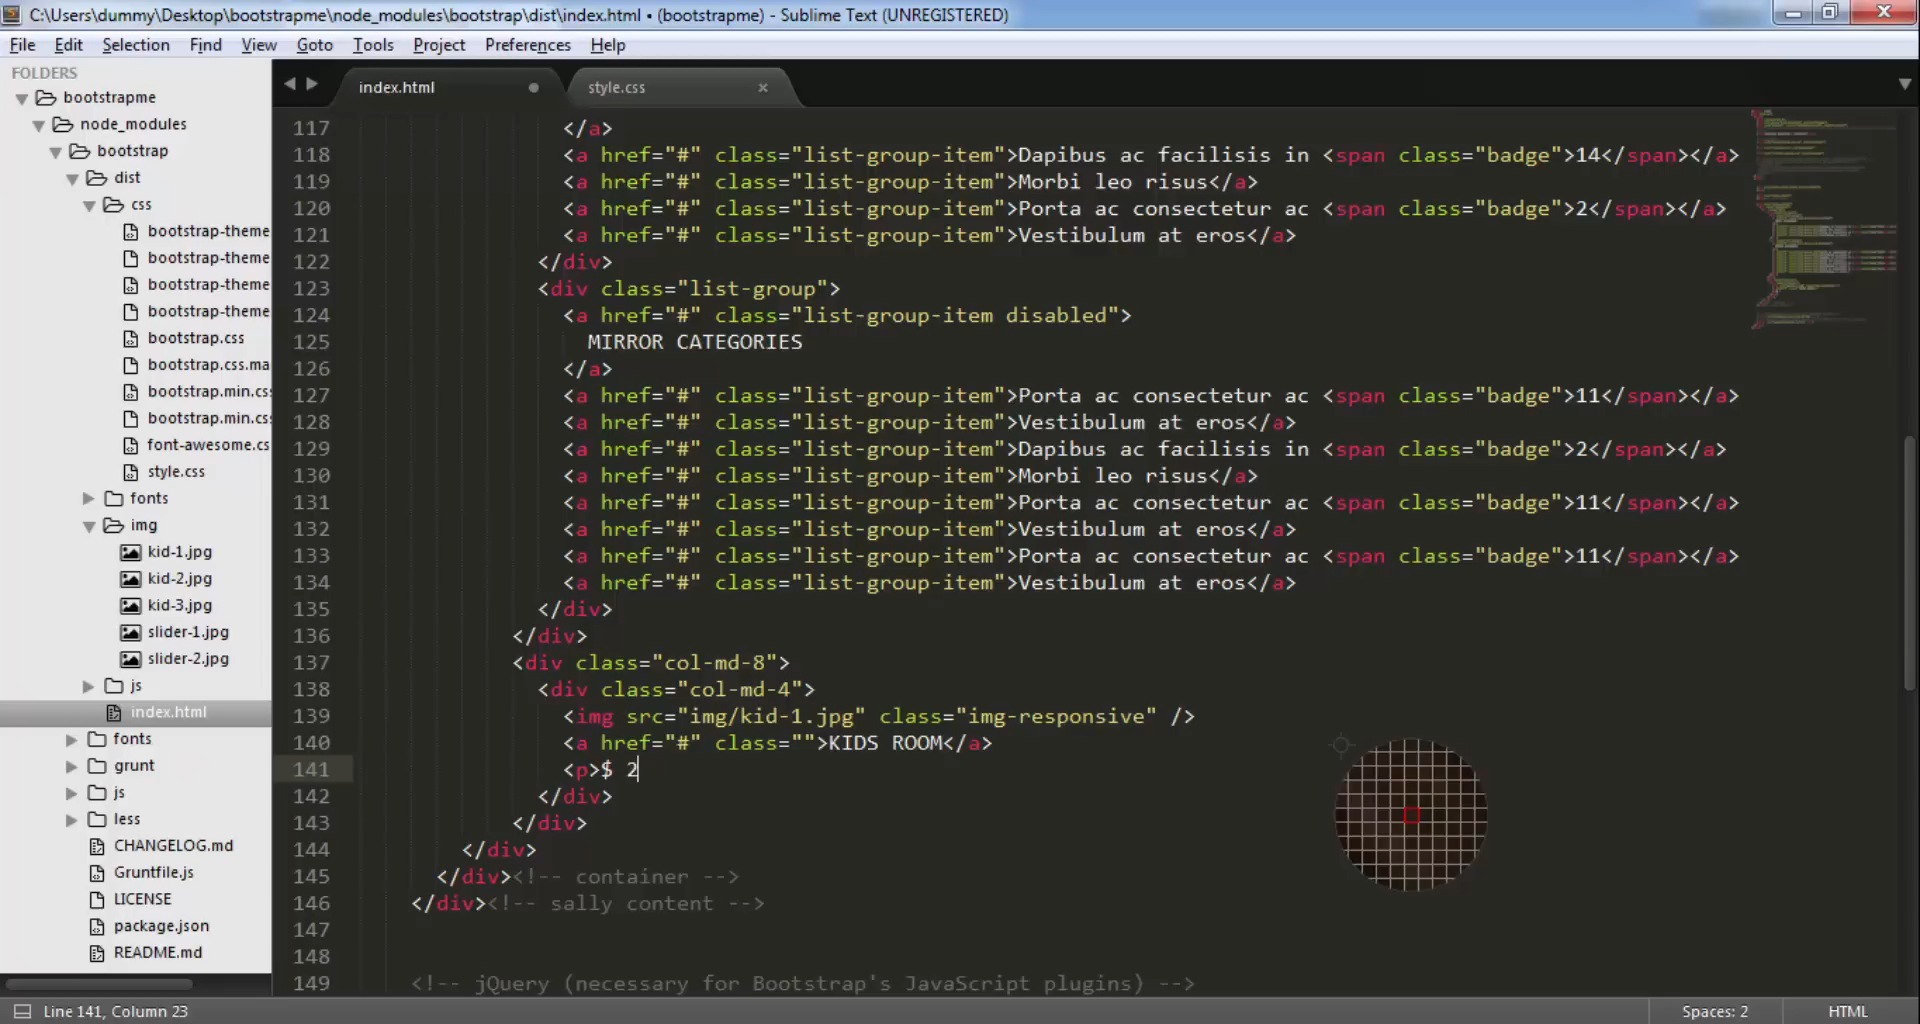 C:\Users\dummy\Desktop\bootstrapme\node_modules\bootstrap\dist\index.html • (bootstrapme) - Sublime Text (UNREGISTERED)
File Edit Selection Find View Goto Tools Project Preferences Help
FOLDERS
bootstrapme
node_modules
bootstrap
dist
css
bootstrap-theme
bootstrap-theme
bootstrap-theme
bootstrap-theme
bootstrap.css
bootstrap.css.ma
bootstrap.min.cs
bootstrap.min.cs
font-awesome.cs
style.css
fonts
img
kid-1.jpg
kid-2.jpg
kid-3.jpg
slider-1.jpg
slider-2.jpg
js
index.html
fonts
grunt
js
less
CHANGELOG.md
Gruntfile.js
LICENSE
package.json
README.md
index.html style.css
117 </a>
118 <a href="#" class="list-group-item">Dapibus ac facilisis in <span class="badge">14</span></a>
119 <a href="#" class="list-group-item">Morbi leo risus</a>
120 <a href="#" class="list-group-item">Porta ac consectetur ac <span class="badge">2</span></a>
121 <a href="#" class="list-group-item">Vestibulum at eros</a>
122 </div>
123 <div class="list-group">
124 <a href="#" class="list-group-item disabled">
125 MIRROR CATEGORIES
126 </a>
127 <a href="#" class="list-group-item">Porta ac consectetur ac <span class="badge">11</span></a>
128 <a href="#" class="list-group-item">Vestibulum at eros</a>
129 <a href="#" class="list-group-item">Dapibus ac facilisis in <span class="badge">2</span></a>
130 <a href="#" class="list-group-item">Morbi leo risus</a>
131 <a href="#" class="list-group-item">Porta ac consectetur ac <span class="badge">11</span></a>
132 <a href="#" class="list-group-item">Vestibulum at eros</a>
133 <a href="#" class="list-group-item">Porta ac consectetur ac <span class="badge">11</span></a>
134 <a href="#" class="list-group-item">Vestibulum at eros</a>
135 </div>
136 </div>
137 <div class="col-md-8">
138 <div class="col-md-4">
139 <img src="img/kid-1.jpg" class="img-responsive" />
140 <a href="#" class="">KIDS ROOM</a>
141 <p>$ 2
142 </div>
143 </div>
144 </div>
145 </div><!-- container -->
146 </div><!-- sally content -->
147
148
149 <!-- jQuery (necessary for Bootstrap's JavaScript plugins) -->
Line 141, Column 23 Spaces: 2 HTML